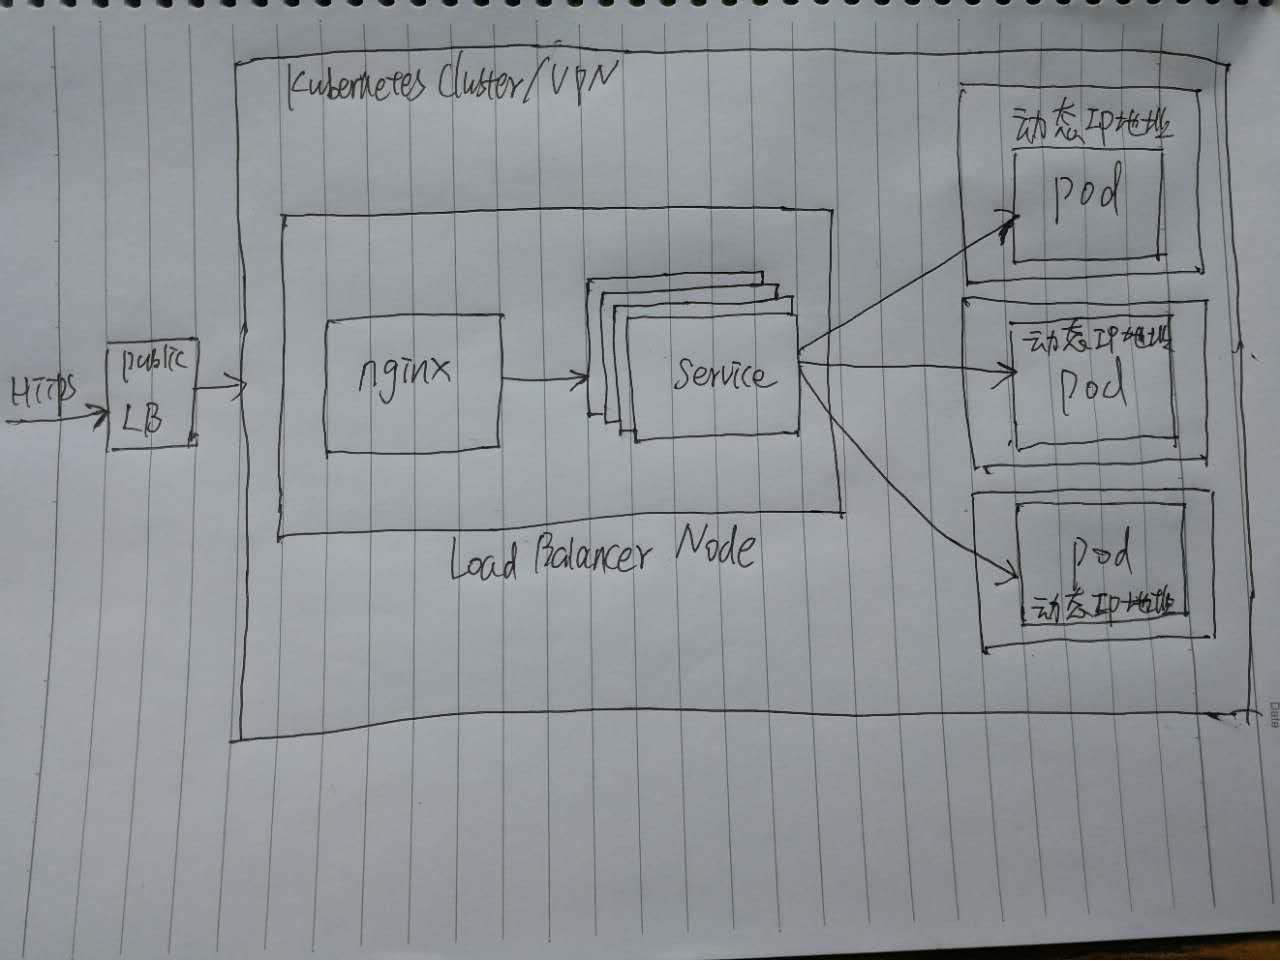 Kubernetes Cluster/VPN
动态IP地址
pod
动态IP地址
pod
pod
动态IP地址
nginx
Service
Load Balancer Node
Https
public
LB
Date